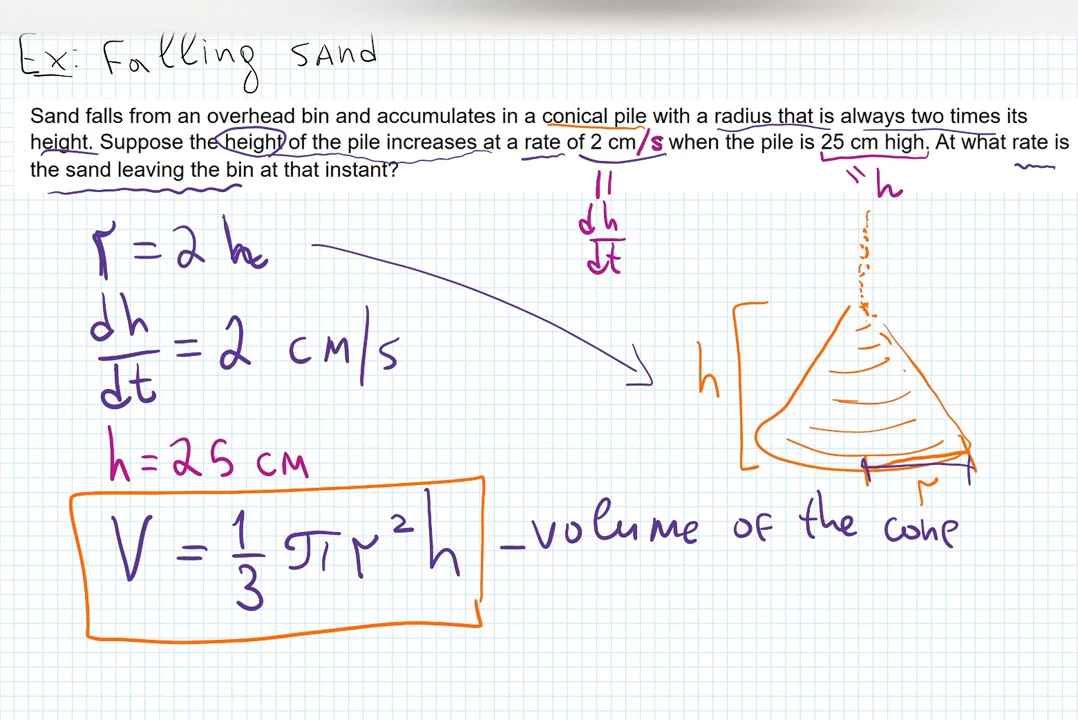 Ex: Falling SAnd
Sand falls from an overhead bin and accumulates in a conical pile with a radius that is always two times its
height. Suppose the height of the pile increases at a rate of 2 cm/s when the pile is 25 cm high. At what rate is
the sand leaving the bin at that instant?
= h
= dh/dt
r = 2h
dh/dt = 2 cm/s
h = 25 cm
h
r
V = 1/3 πr²h - volume of the cone